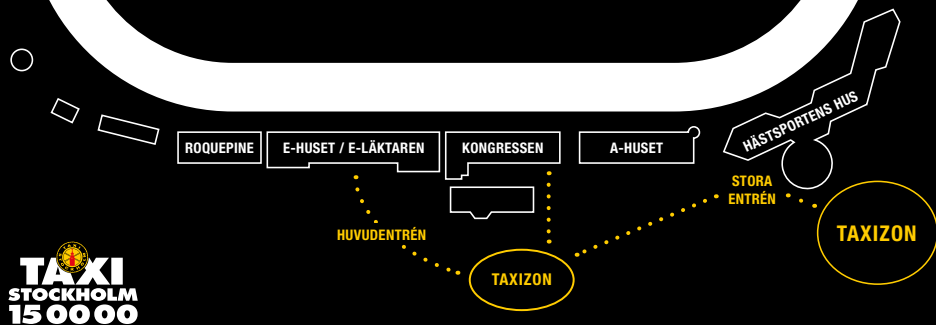 HÄSTSPORTENS HUS
ROQUEPINE
E-HUSET / E-LÄKTAREN
KONGRESSEN
A-HUSET
STORA
ENTRÉN
HUVUDENTRÉN
TAXIZON
TAXIZON
TAXI
STOCKHOLM
15 00 00